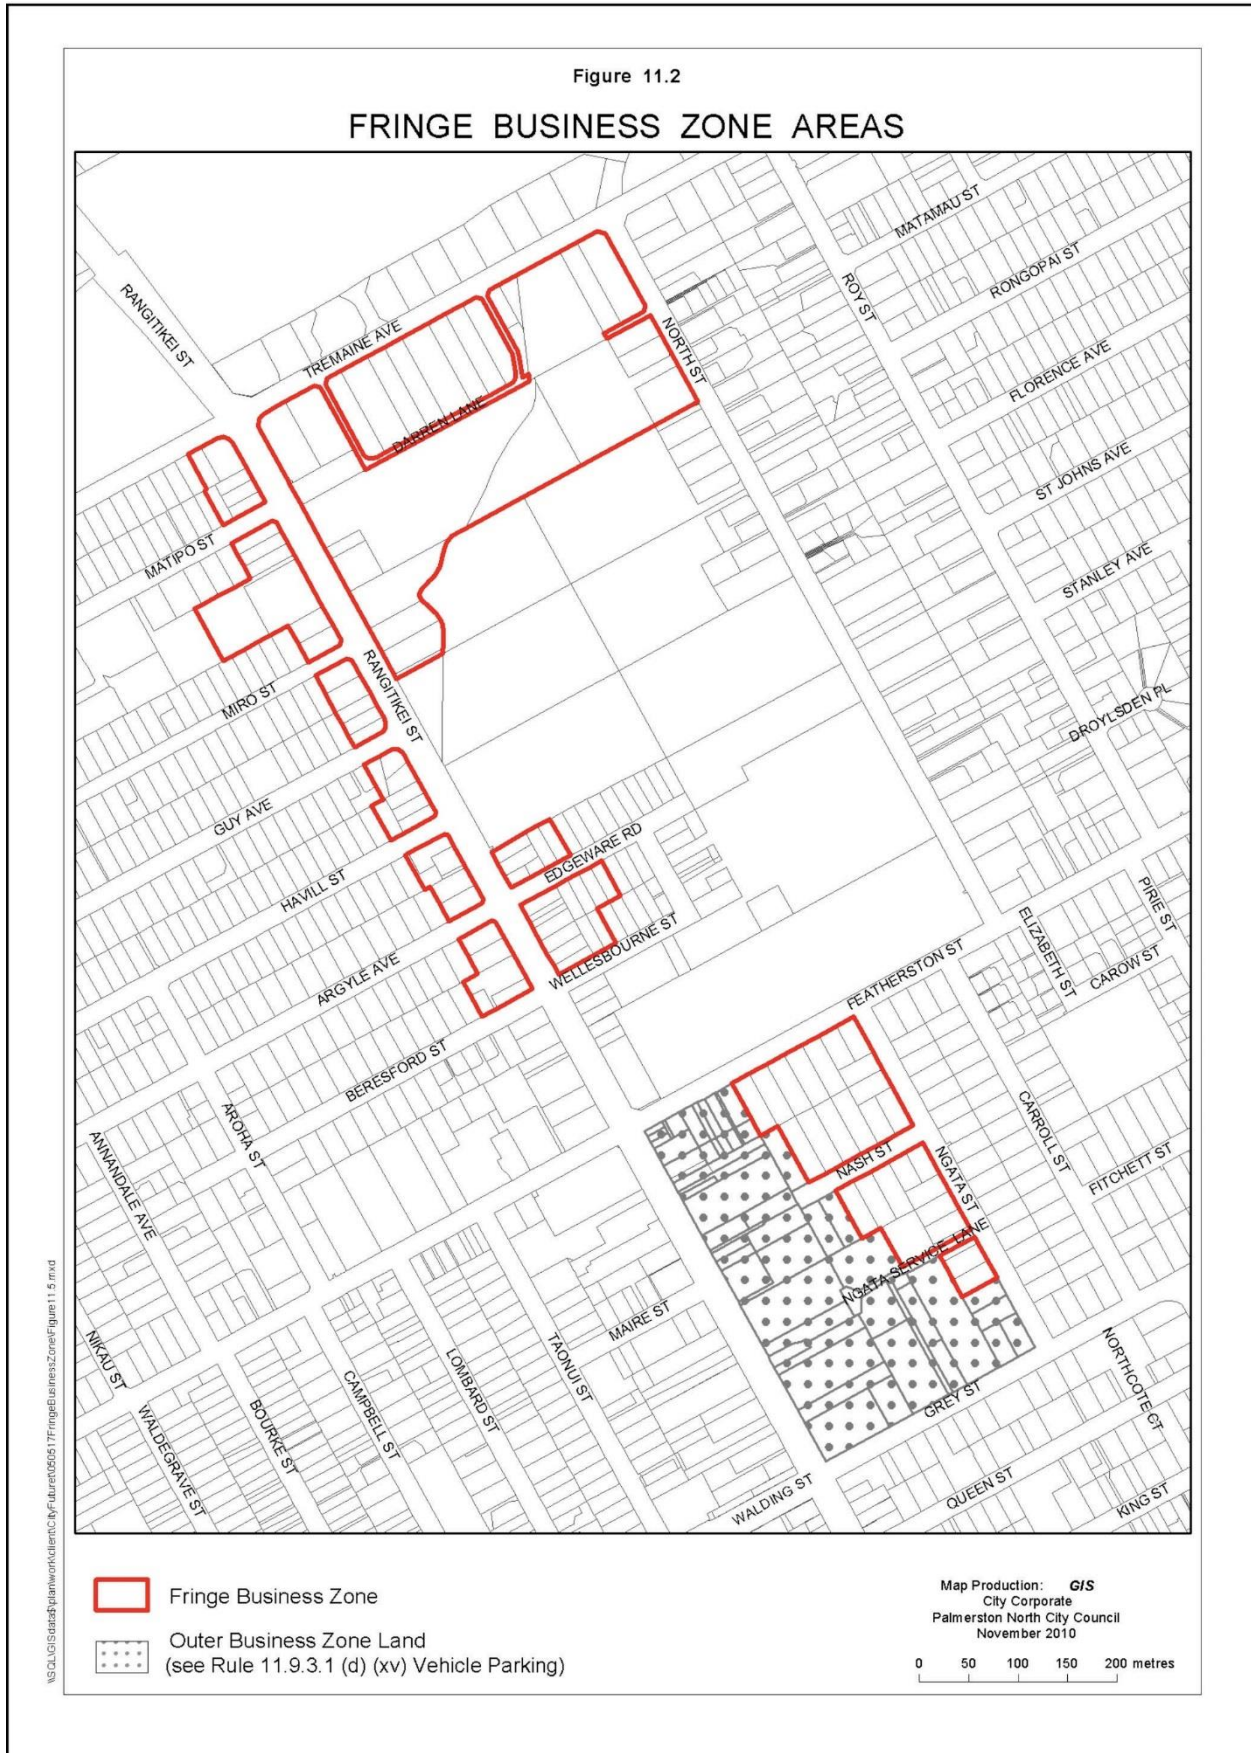 Figure 11.2
FRINGE BUSINESS ZONE AREAS
MATAMAU ST
RONGOPAI ST
RANGITIKEI ST
ROY ST
TREMAINE AVE
NORTH ST
FLORENCE AVE
DARREN LANE
ST JOHNS AVE
MATIPO ST
STANLEY AVE
MIRO ST
RANGITIKEI ST
DROYLSDEN PL
GUY AVE
EDGEWARE RD
HAVILL ST
PIRIE ST
ELIZABETH ST
WELLESBOURNE ST
CAROW ST
FEATHERSTON ST
ARGYLE AVE
BERESFORD ST
AROHA ST
CARROLL ST
ANNANDALE AVE
NASH ST
NGATA ST
FITCHETT ST
NGATA SERVICE LANE
MAIRE ST
NIKAU ST
TAONUI ST
LOMBARD ST
CAMPBELL ST
BOURKE ST
WALDEGRAVE ST
GREY ST
NORTHCOTE CT
WALDING ST
QUEEN ST
KING ST
Fringe Business Zone
Outer Business Zone Land
(see Rule 11.9.3.1 (d) (xv) Vehicle Parking)
Map Production: GIS
City Corporate
Palmerston North City Council
November 2010
0 50 100 150 200 metres